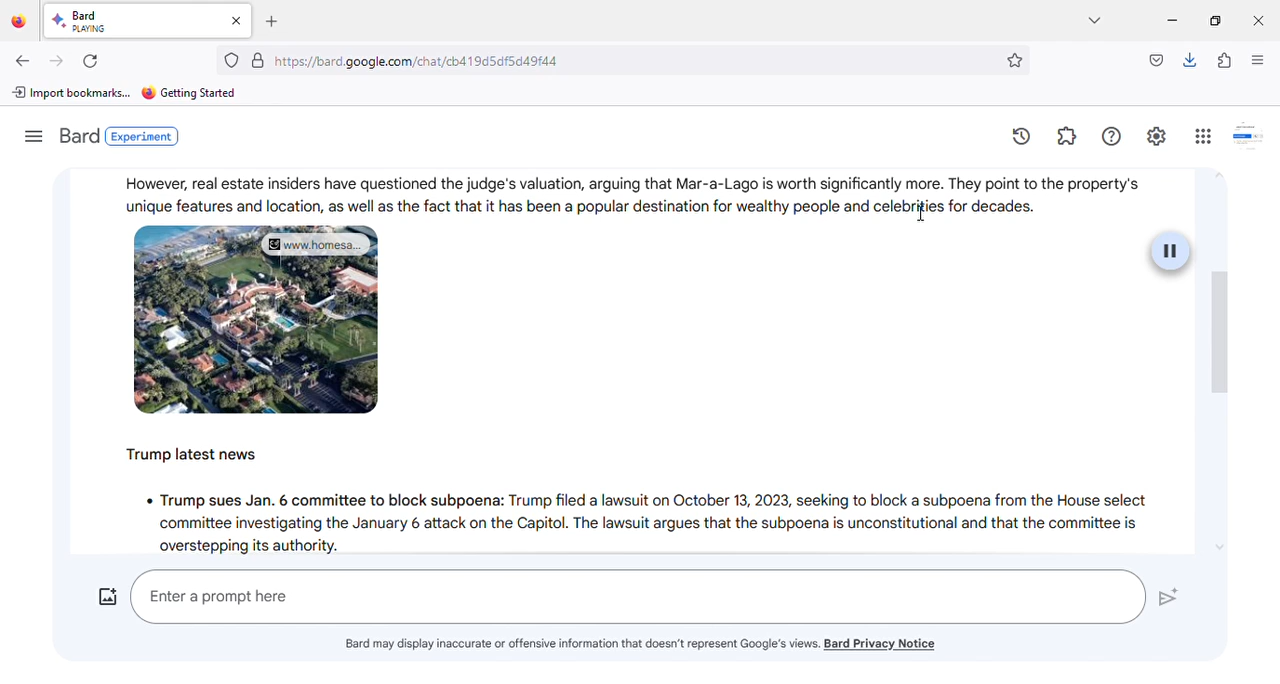 Bard
PLAYING
https://bard.google.com/chat/cb419d5df5d49f44
Import bookmarks...
Getting Started
Bard
Experiment
However, real estate insiders have questioned the judge's valuation, arguing that Mar-a-Lago is worth significantly more. They point to the property's
unique features and location, as well as the fact that it has been a popular destination for wealthy people and celebrities for decades.
www.homesa...
Trump latest news
• Trump sues Jan. 6 committee to block subpoena: Trump filed a lawsuit on October 13, 2023, seeking to block a subpoena from the House select
committee investigating the January 6 attack on the Capitol. The lawsuit argues that the subpoena is unconstitutional and that the committee is
overstepping its authority.
Enter a prompt here
Bard may display inaccurate or offensive information that doesn't represent Google's views. Bard Privacy Notice